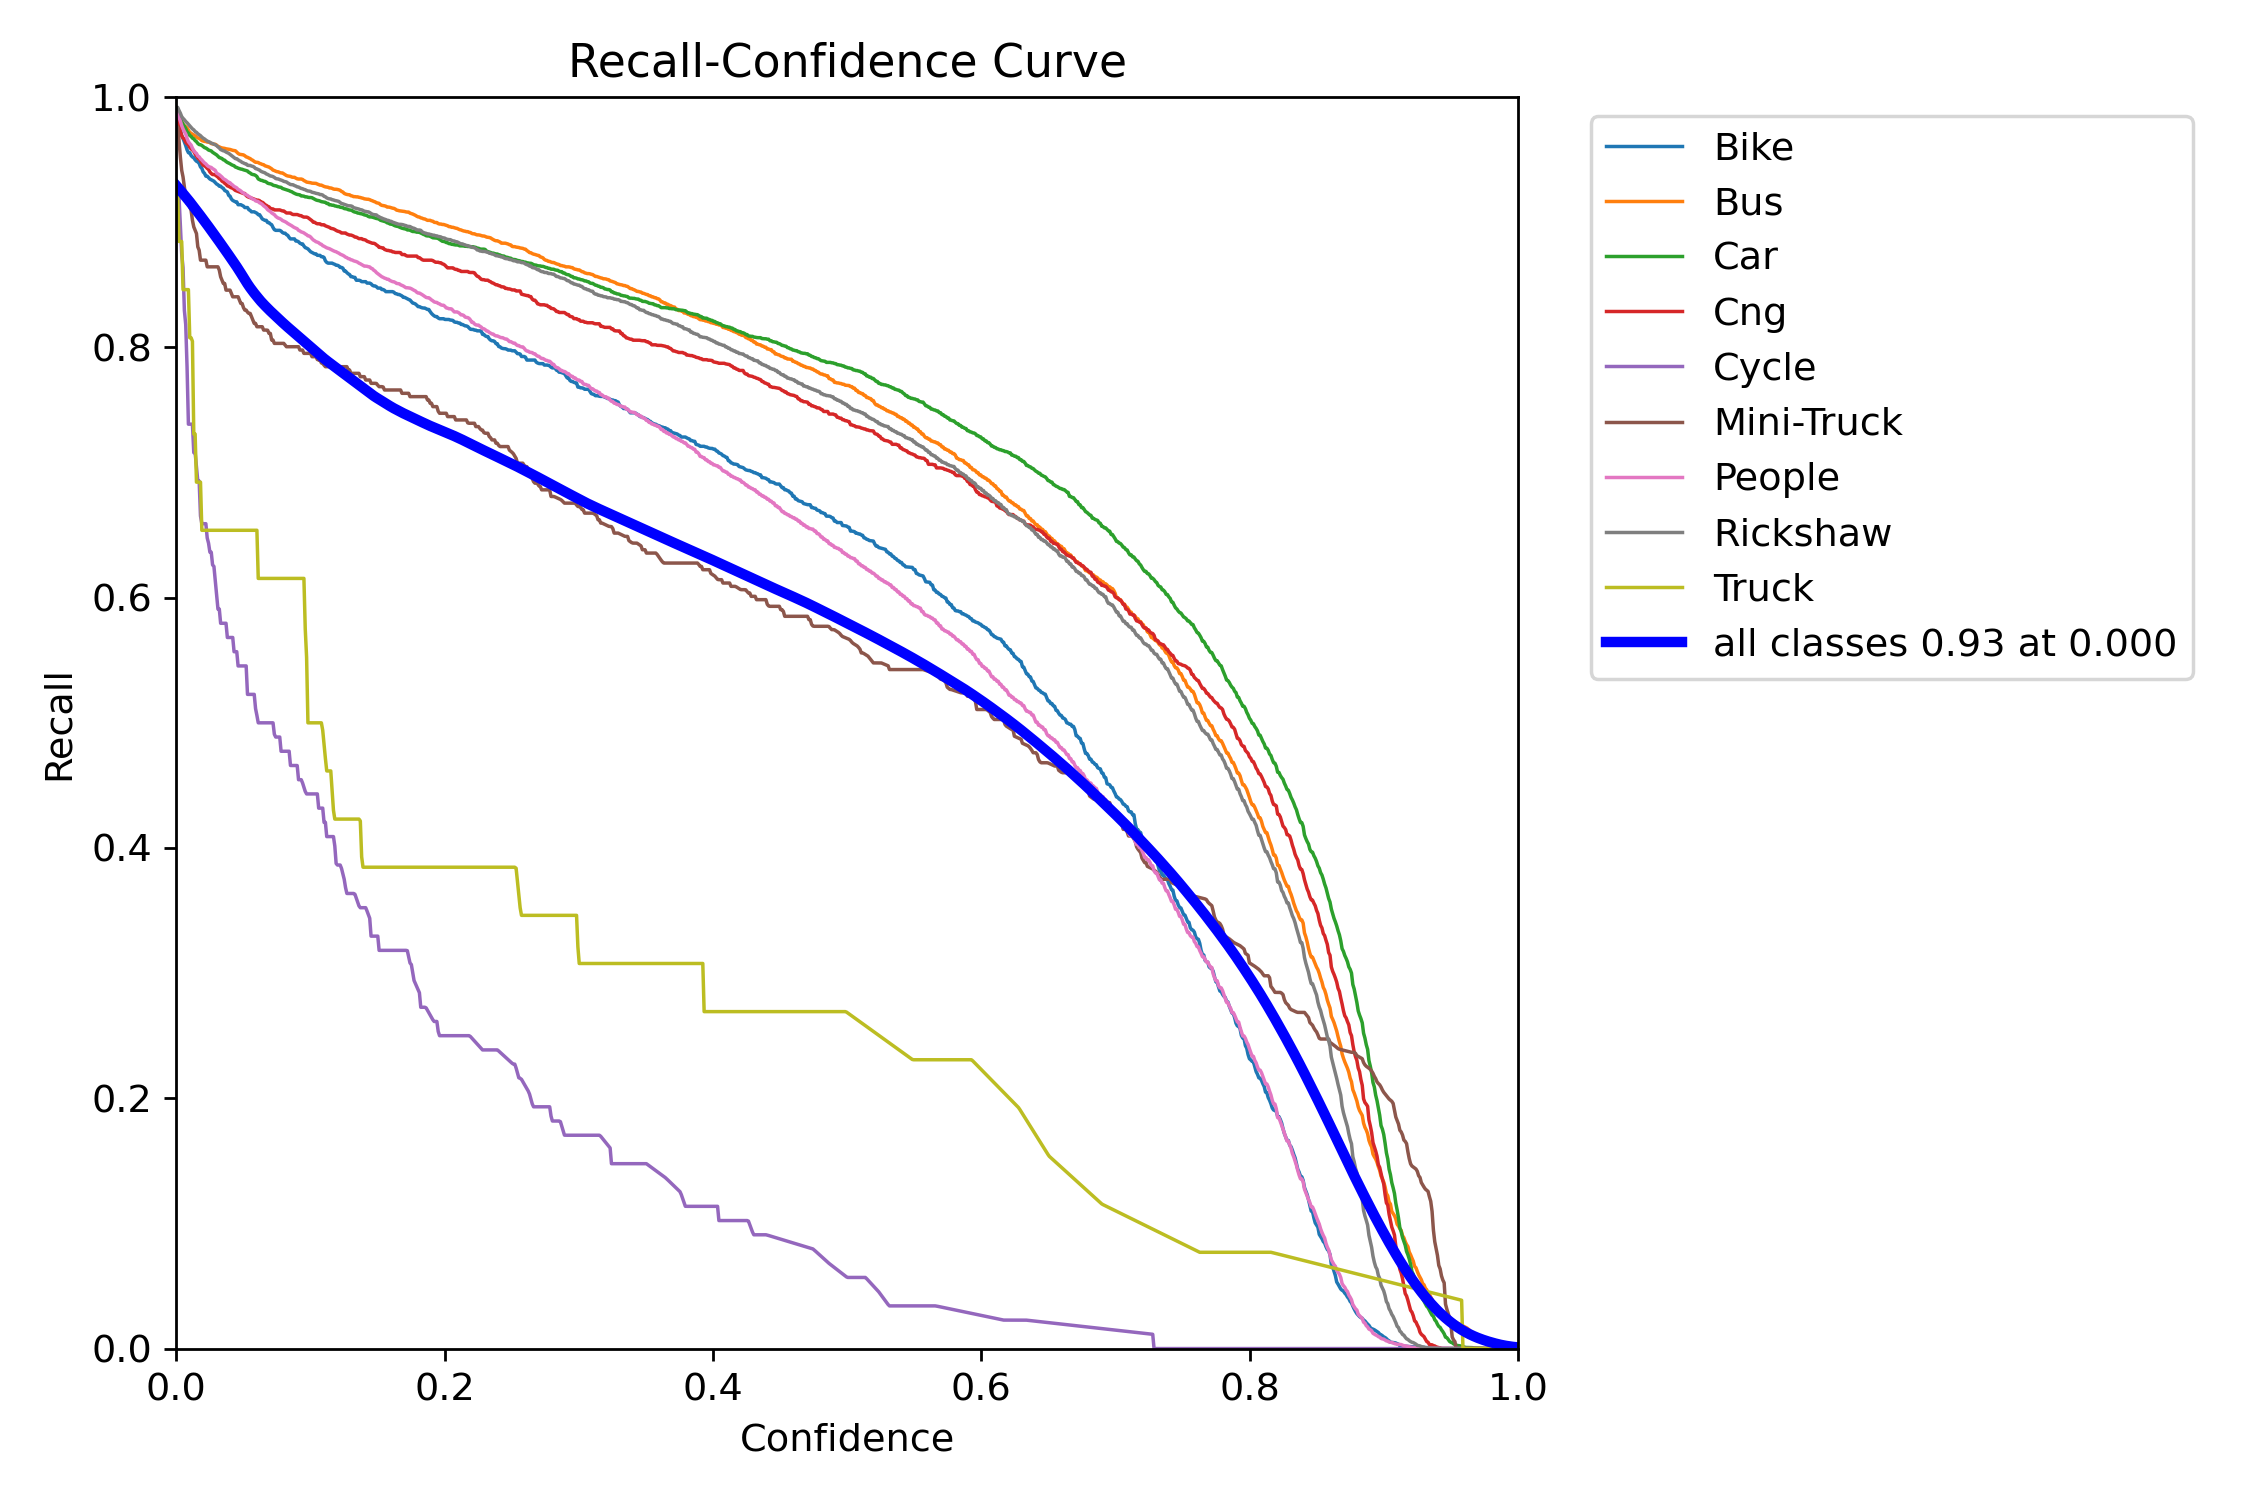 Recall-Confidence Curve
1.0
0.8
0.6
0.4
0.2
0.0
Recall
0.0 0.2 0.4 0.6 0.8 1.0
Confidence
Bike
Bus
Car
Cng
Cycle
Mini-Truck
People
Rickshaw
Truck
all classes 0.93 at 0.000